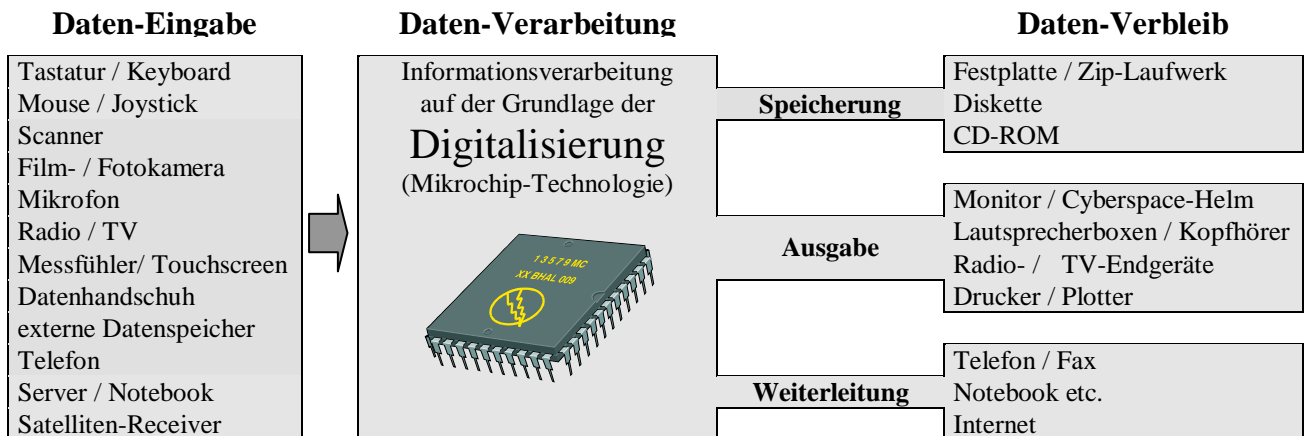 Daten-Eingabe
Tastatur / Keyboard
Mouse / Joystick
Scanner
Film- / Fotokamera
Mikrofon
Radio / TV
Messfühler/ Touchscreen
Datenhandschuh
externe Datenspeicher
Telefon
Server / Notebook
Satelliten-Receiver
Daten-Verarbeitung
Informationsverarbeitung
auf der Grundlage der
Digitalisierung
(Mikrochip-Technologie)
13579 MC
XX BHAL 009
Speicherung
Ausgabe
Weiterleitung
Daten-Verbleib
Festplatte / Zip-Laufwerk
Diskette
CD-ROM
Monitor / Cyberspace-Helm
Lautsprecherboxen / Kopfhörer
Radio- / TV-Endgeräte
Drucker / Plotter
Telefon / Fax
Notebook etc.
Internet